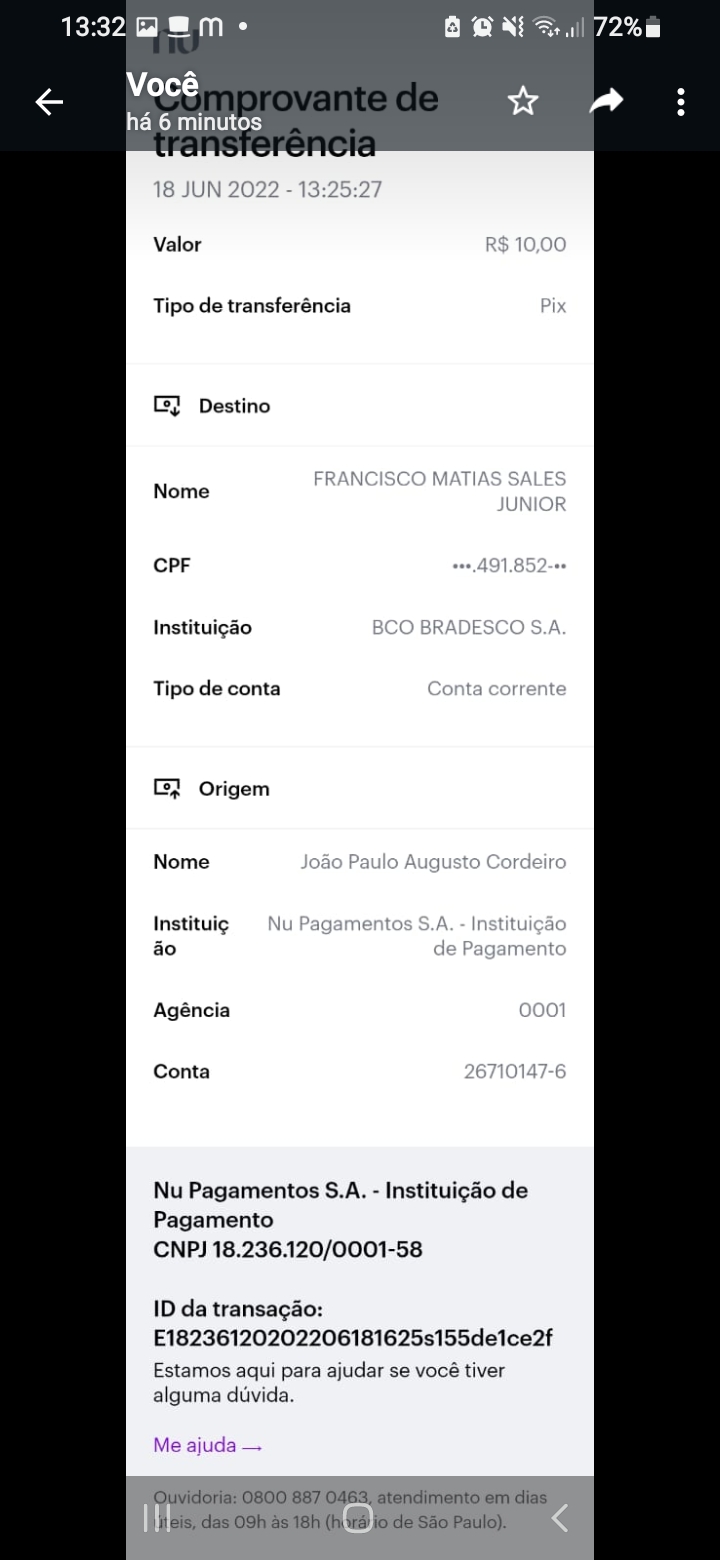 13:32 72%
nu
Você
há 6 minutos
Comprovante de
transferência
18 JUN 2022 - 13:25:27
Valor R$ 10,00
Tipo de transferência Pix
Destino
Nome FRANCISCO MATIAS SALES
JUNIOR
CPF •••.491.852-••
Instituição BCO BRADESCO S.A.
Tipo de conta Conta corrente
Origem
Nome João Paulo Augusto Cordeiro
Instituiç Nu Pagamentos S.A. - Instituição
ão de Pagamento
Agência 0001
Conta 26710147-6
Nu Pagamentos S.A. - Instituição de
Pagamento
CNPJ 18.236.120/0001-58
ID da transação:
E18236120202206181625s155de1ce2f
Estamos aqui para ajudar se você tiver
alguma dúvida.
Me ajuda →
Ouvidoria: 0800 887 0463, atendimento em dias
úteis, das 09h às 18h (horário de São Paulo).